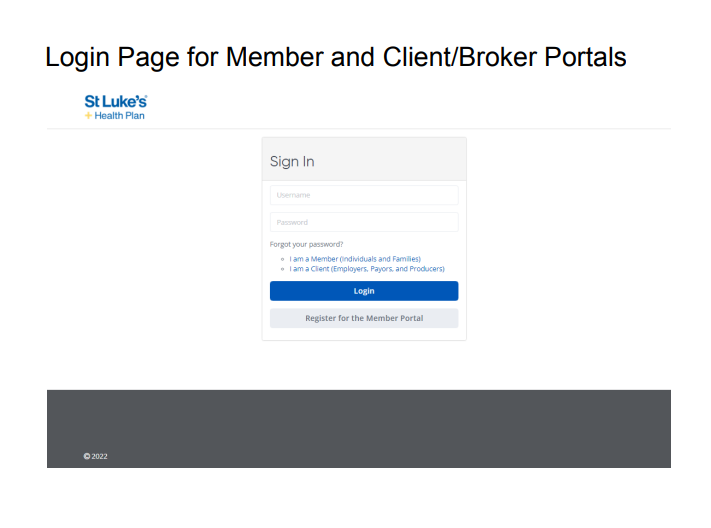 Login Page for Member and Client/Broker Portals
St Luke's
Health Plan
Sign In
Username
Password
Forgot your password?
I am a Member (Individuals and Families)
I am a Client (Employers, Payors, and Producers)
Login
Register for the Member Portal
© 2022